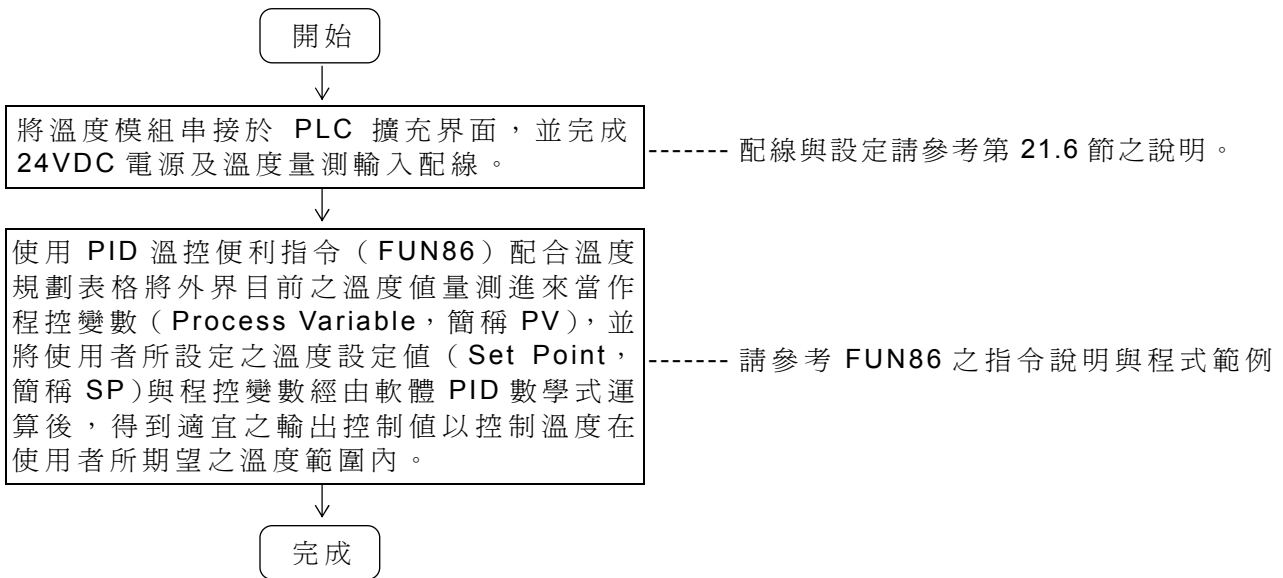 開始
將溫度模組串接於 PLC 擴充界面，並完成
24VDC 電源及溫度量測輸入配線。
------- 配線與設定請參考第 21.6 節之說明。
使用 PID 溫控便利指令（FUN86）配合溫度
規劃表格將外界目前之溫度值量測進來當作
程控變數（Process Variable，簡稱 PV），並
將使用者所設定之溫度設定值（Set Point，
簡稱 SP）與程控變數經由軟體 PID 數學式運
算後，得到適宜之輸出控制值以控制溫度在
使用者所期望之溫度範圍內。
------- 請參考 FUN86 之指令說明與程式範例
完成